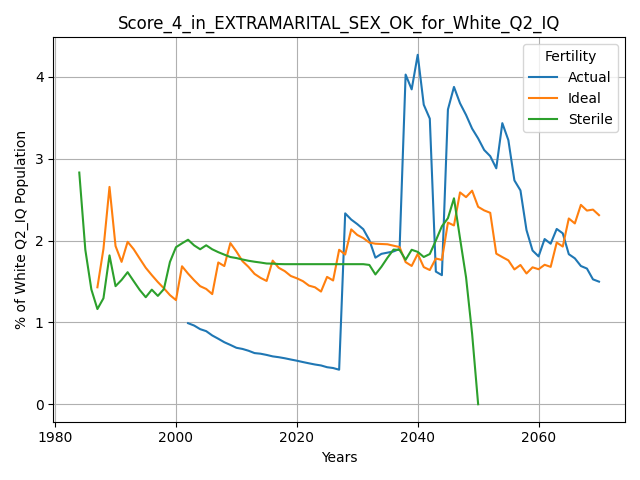 Score_4_in_EXTRAMARITAL_SEX_OK_for_White_Q2_IQ
Fertility
Actual
Ideal
Sterile
% of White Q2_IQ Population
4
3
2
1
0
1980 2000 2020 2040 2060
Years